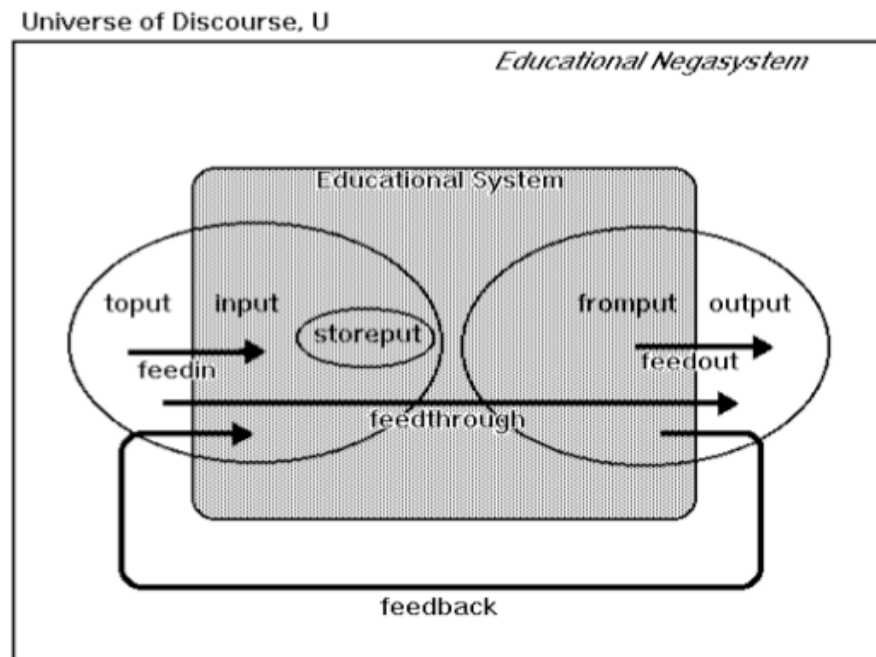 Universe of Discourse, U
Educational Negasystem
Educational System
toput input fromput output
storeput
feedin feedout
feedthrough
feedback